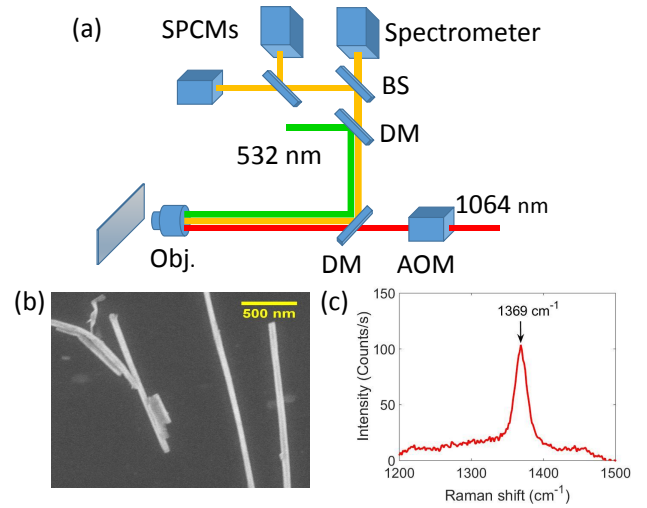 (a)
SPCMs
Spectrometer
BS
DM
532 nm
1064 nm
Obj.
DM
AOM
(b)
500 nm
(c)
1369 cm⁻¹
150
100
50
0
Intensity (Counts/s)
1200 1300 1400 1500
Raman shift (cm⁻¹)